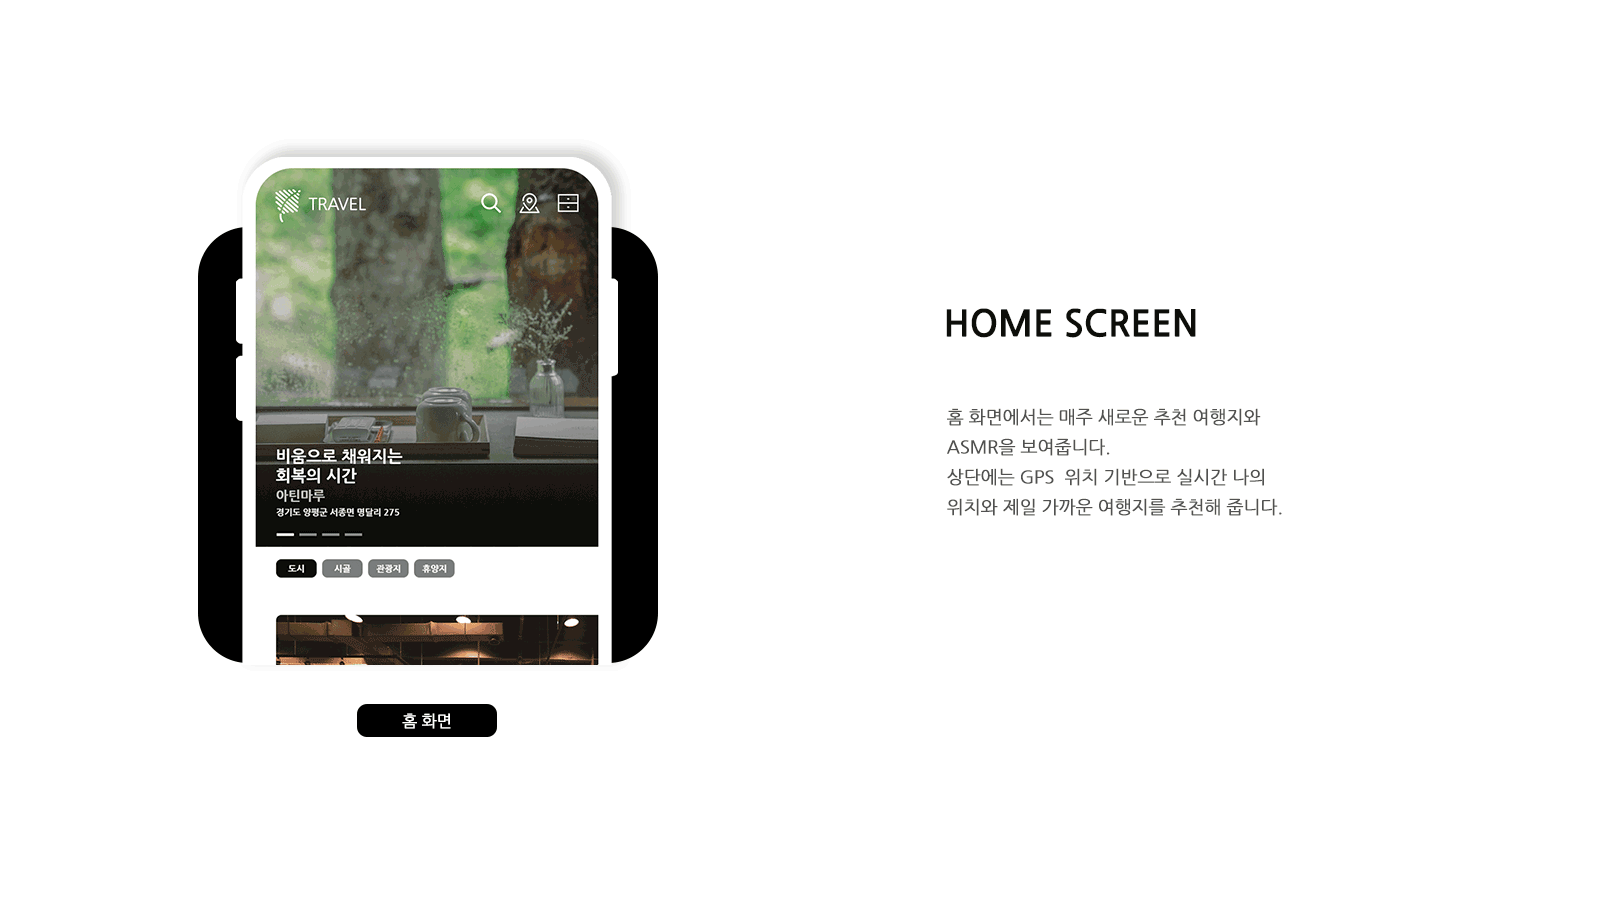 TRAVEL
비움으로 채워지는
회복의 시간
아틴마루
경기도 양평군 서종면 명달리 275
도시 시골 관광지 휴양지
홈 화면
HOME SCREEN
홈 화면에서는 매주 새로운 추천 여행지와
ASMR을 보여줍니다.
상단에는 GPS 위치 기반으로 실시간 나의
위치와 제일 가까운 여행지를 추천해 줍니다.